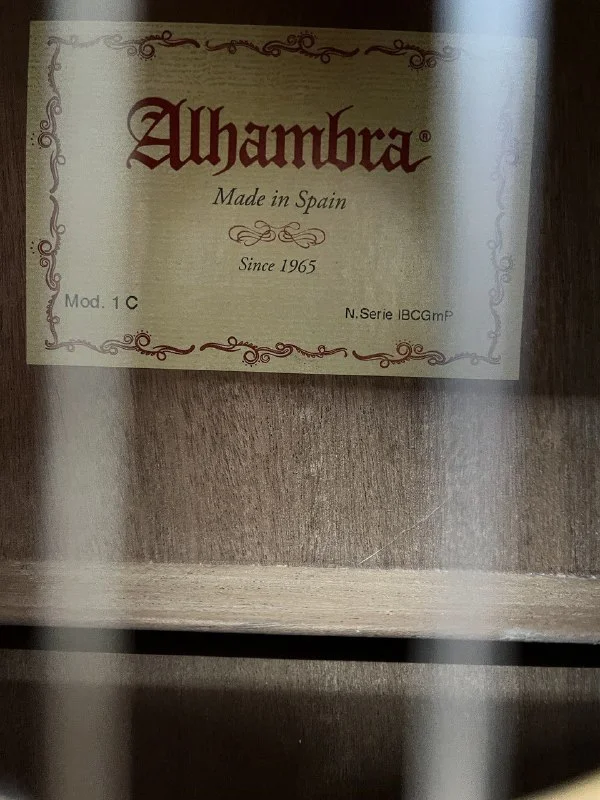 Alhambra®
Made in Spain
Since 1965
Mod. 1 C
N.Serie IBCGmP